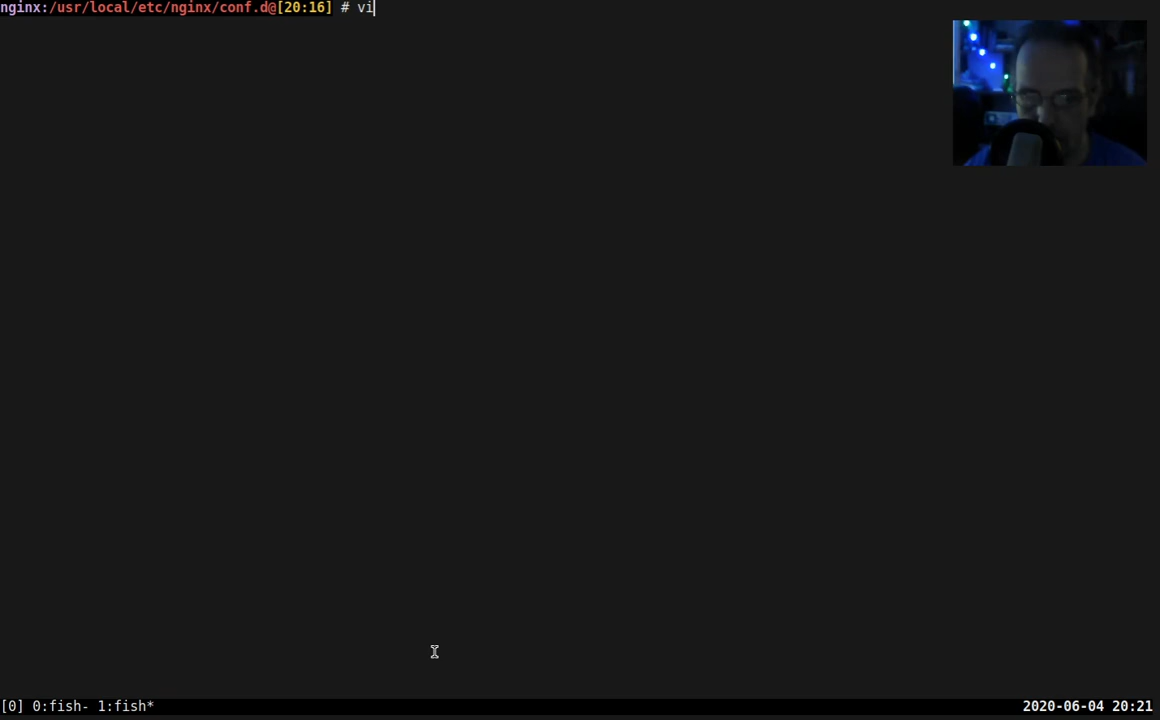 nginx:/usr/local/etc/nginx/conf.d@[20:16] # vi
[0] 0:fish- 1:fish*
2020-06-04 20:21